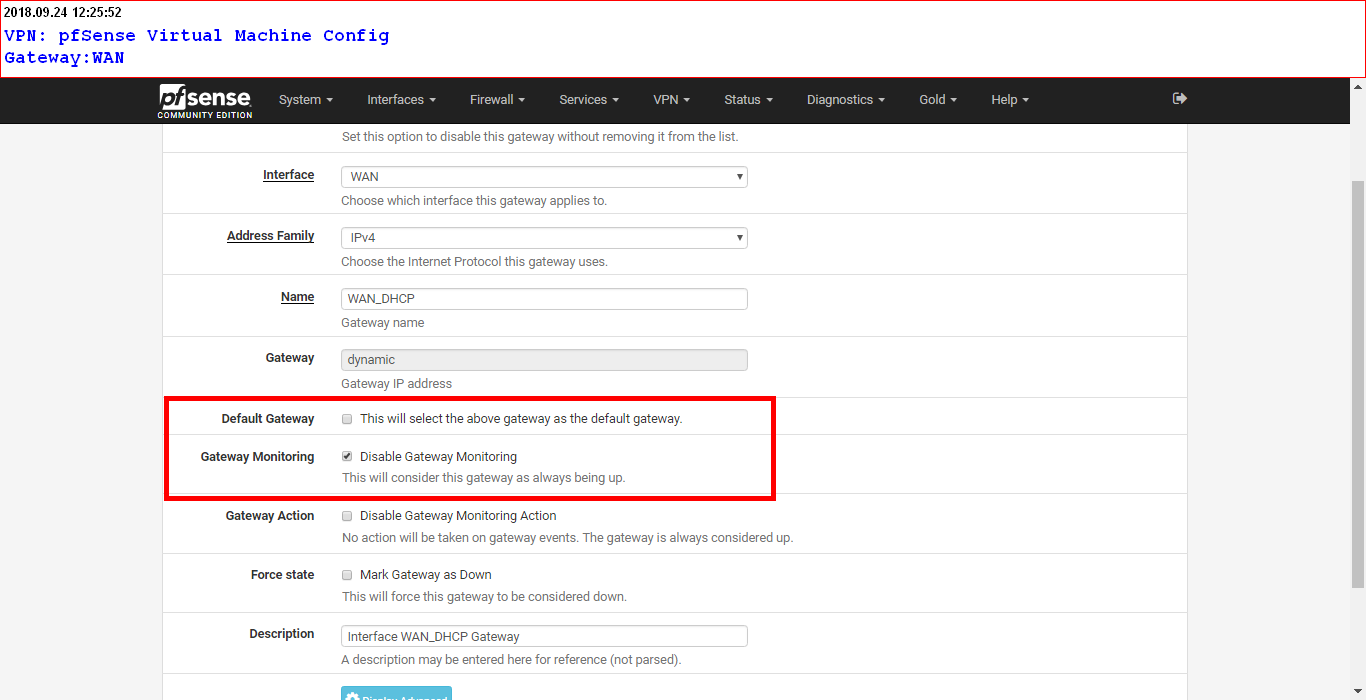 2018.09.24 12:25:52
VPN: pfSense Virtual Machine Config
Gateway:WAN
pfsense
COMMUNITY EDITION
System Interfaces Firewall Services VPN Status Diagnostics Gold Help
Set this option to disable this gateway without removing it from the list.
Interface WAN
Choose which interface this gateway applies to.
Address Family IPv4
Choose the Internet Protocol this gateway uses.
Name WAN_DHCP
Gateway name
Gateway dynamic
Gateway IP address
Default Gateway This will select the above gateway as the default gateway.
Gateway Monitoring Disable Gateway Monitoring
This will consider this gateway as always being up.
Gateway Action Disable Gateway Monitoring Action
No action will be taken on gateway events. The gateway is always considered up.
Force state Mark Gateway as Down
This will force this gateway to be considered down.
Description Interface WAN_DHCP Gateway
A description may be entered here for reference (not parsed).
Display Advanced